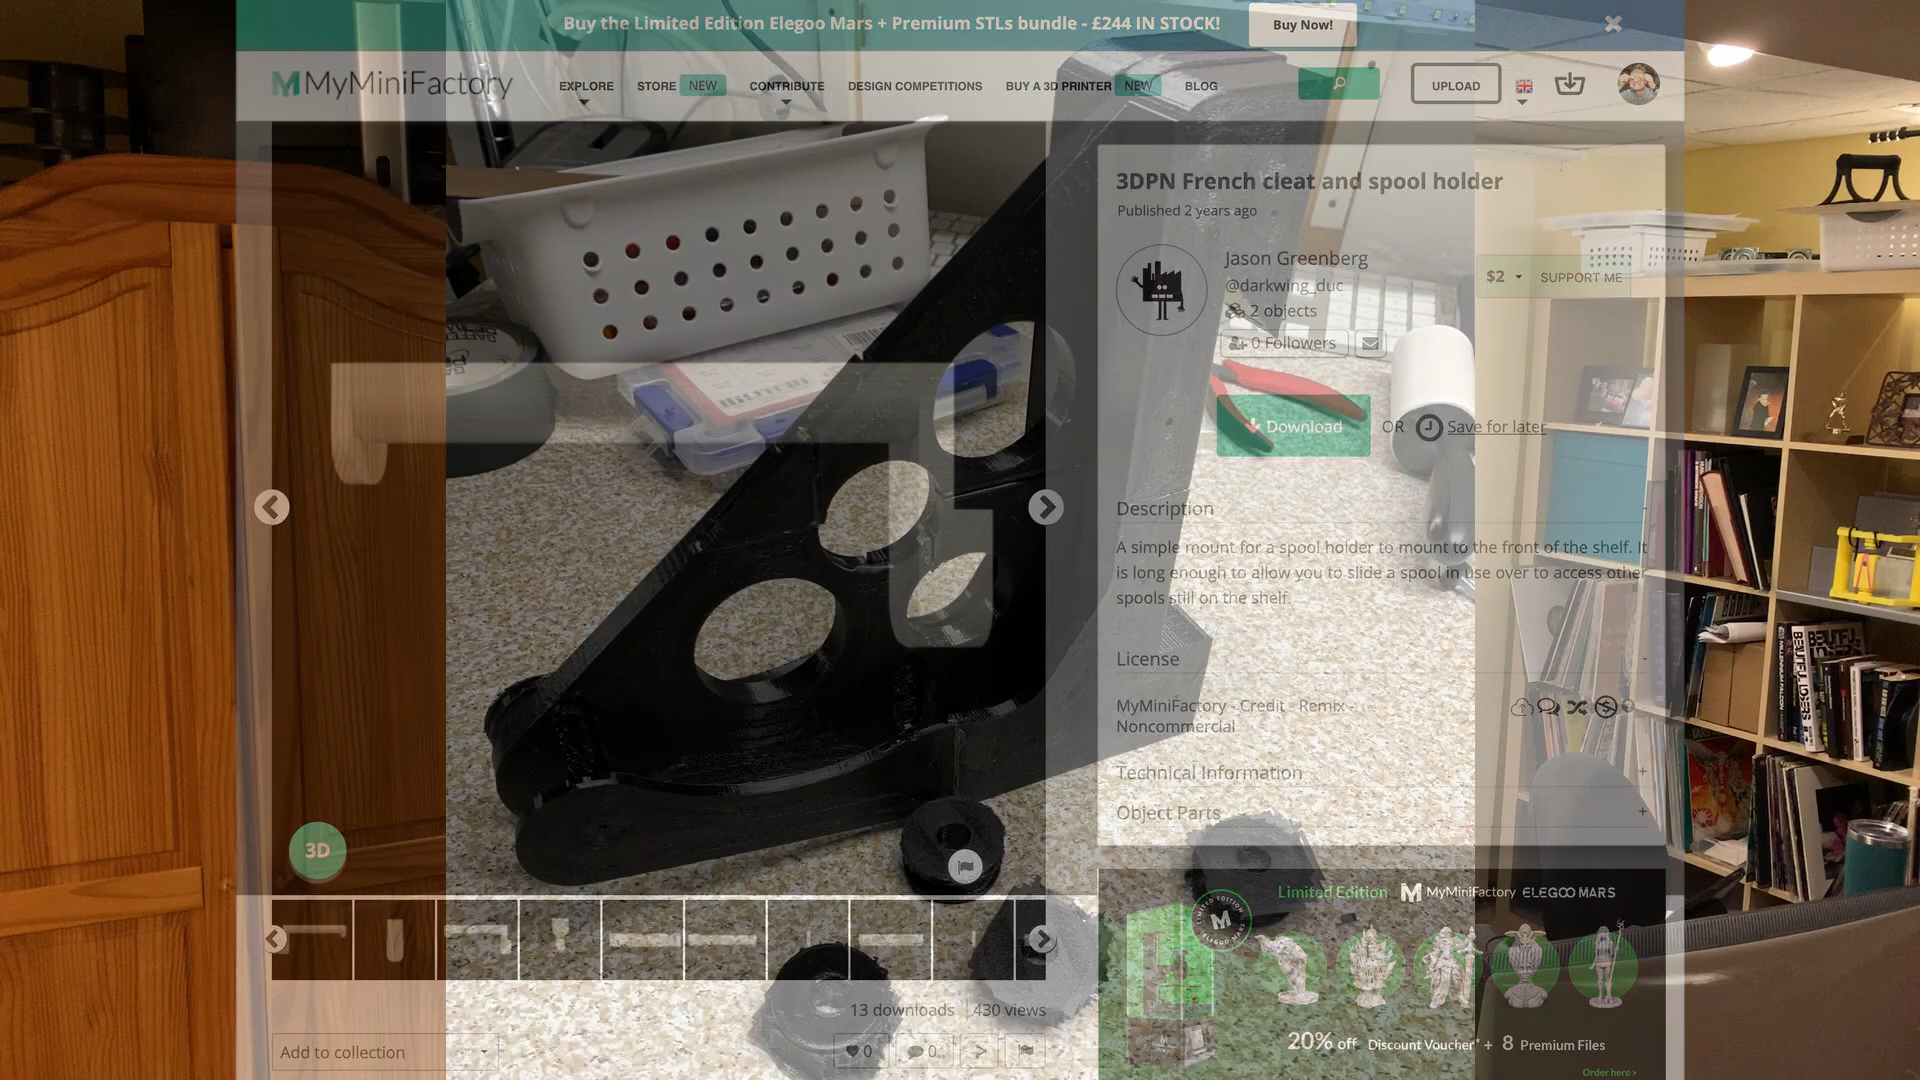 Buy the Limited Edition Elegoo Mars + Premium STLs bundle - £244 IN STOCK!
Buy Now!
MyMiniFactory
EXPLORE
STORE NEW
CONTRIBUTE
DESIGN COMPETITIONS
BUY A 3D PRINTER NEW
BLOG
UPLOAD
3DPN French cleat and spool holder
Published 2 years ago
Jason Greenberg
@darkwing_duc
2 objects
0 Followers
$2 SUPPORT ME
Download OR Save for later
Description
A simple mount for a spool holder to mount to the front of the shelf. It
is long enough to allow you to slide a spool in use over to access other
spools still on the shelf.
License
MyMiniFactory - Credit - Remix -
Noncommercial
Technical Information +
Object Parts +
3D
13 downloads 430 views
Add to collection
0 0
Limited Edition MyMiniFactory ELEGOO MARS
LIMITED EDITION
ELEGOO MARS
20% off Discount Voucher* + 8 Premium Files
Order here >